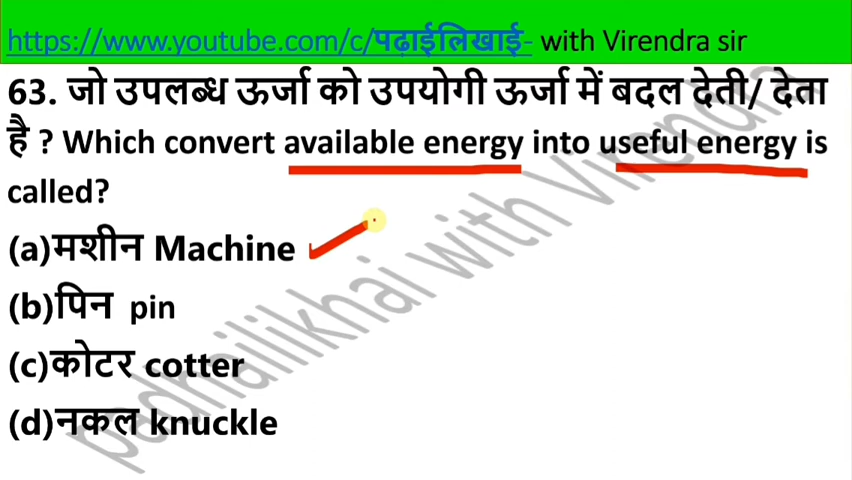 https://www.youtube.com/c/पढ़ाईलिखाई- with Virendra sir
63. जो उपलब्ध ऊर्जा को उपयोगी ऊर्जा में बदल देती/ देता
है ? Which convert available energy into useful energy is
called?
(a)मशीन Machine
(b)पिन pin
(c)कोटर cotter
(d)नकल knuckle
padhailikhai with Virendra